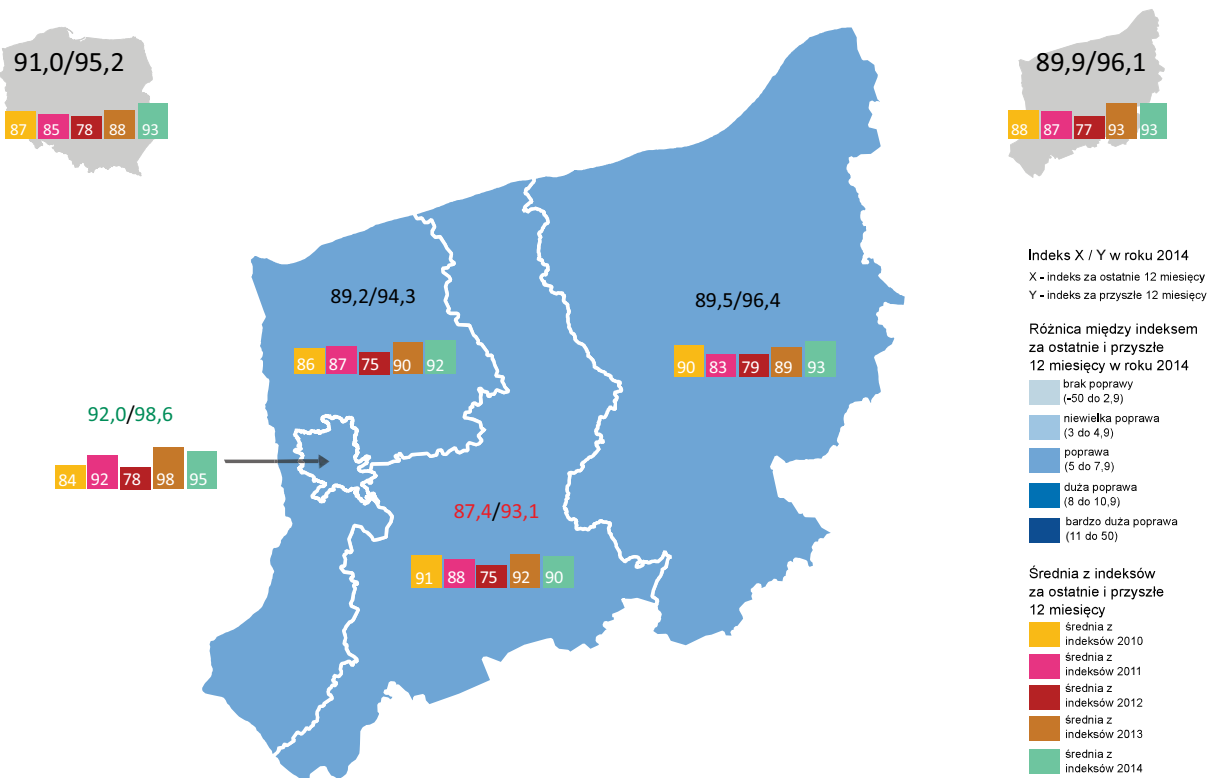 91,0/95,2
87 85 78 88 93
89,9/96,1
88 87 77 93 93
89,2/94,3
86 87 75 90 92
89,5/96,4
90 83 79 89 93
92,0/98,6
84 92 78 98 95
87,4/93,1
91 88 75 92 90
Indeks X / Y w roku 2014
X - indeks za ostatnie 12 miesięcy
Y - indeks za przyszłe 12 miesięcy
Różnica między indeksem
za ostatnie i przyszłe
12 miesięcy w roku 2014
brak poprawy
(-50 do 2,9)
niewielka poprawa
(3 do 4,9)
poprawa
(5 do 7,9)
duża poprawa
(8 do 10,9)
bardzo duża poprawa
(11 do 50)
Średnia z indeksów
za ostatnie i przyszłe
12 miesięcy
średnia z
indeksów 2010
średnia z
indeksów 2011
średnia z
indeksów 2012
średnia z
indeksów 2013
średnia z
indeksów 2014